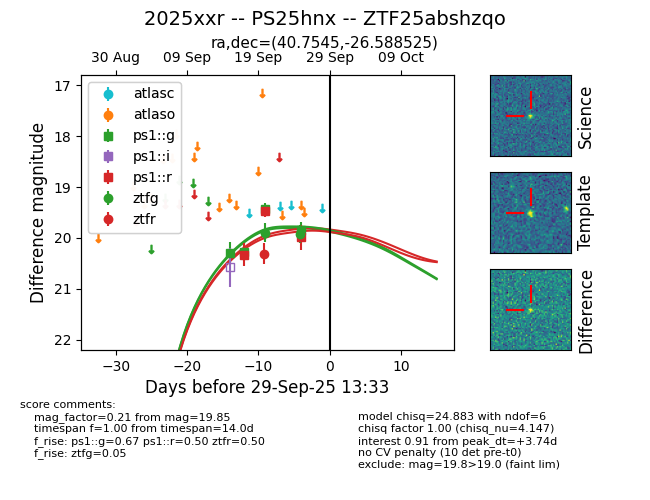 2025xxr -- PS25hnx -- ZTF25abshzqo
ra,dec=(40.7545,-26.588525)
30 Aug 09 Sep 19 Sep 29 Sep 09 Oct
atlasc
atlaso
ps1::g
ps1::i
ps1::r
ztfg
ztfr
17
18
19
20
21
22
Difference magnitude
−30 −20 −10 0 10
Days before 29-Sep-25 13:33
Science
Template
Difference
score comments:
mag_factor=0.21 from mag=19.85
timespan f=1.00 from timespan=14.0d
f_rise: ps1::g=0.67 ps1::r=0.50 ztfr=0.50
f_rise: ztfg=0.05
model chisq=24.883 with ndof=6
chisq factor 1.00 (chisq_nu=4.147)
interest 0.91 from peak_dt=+3.74d
no CV penalty (10 det pre-t0)
exclude: mag=19.8>19.0 (faint lim)